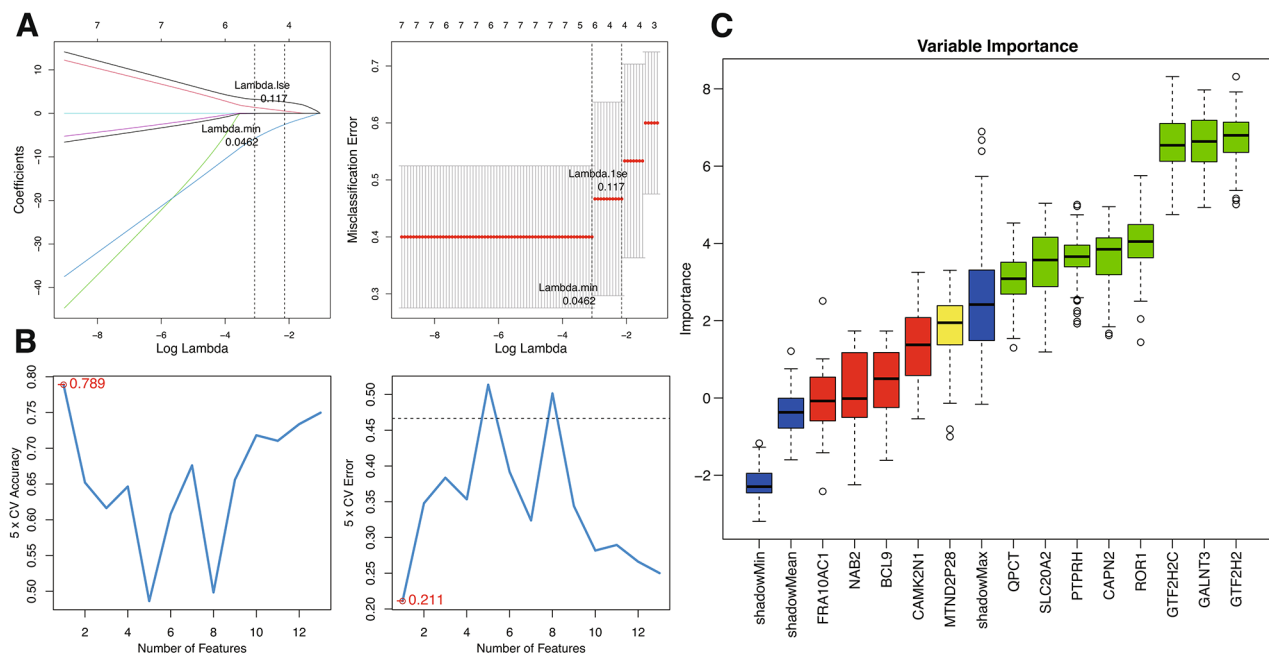 A
7 7 6 4
Coefficients
10
0
−10
−20
−30
−40
Lambda.lse
0.117
Lambda.min
0.0462
−8 −6 −4 −2
Log Lambda
7 7 7 6 7 7 6 7 7 7 7 7 5 6 4 4 4 3
Misclassification Error
0.7
0.6
0.5
0.4
0.3
Lambda.1se
0.117
Lambda.min
0.0462
−8 −6 −4 −2
Log Lambda
B
5 x CV Accuracy
0.80
0.75
0.70
0.65
0.60
0.55
0.50
0.789
2 4 6 8 10 12
Number of Features
5 x CV Error
0.50
0.45
0.40
0.35
0.30
0.25
0.20
0.211
2 4 6 8 10 12
Number of Features
C
Variable Importance
Importance
8
6
4
2
0
−2
shadowMin
shadowMean
FRA10AC1
NAB2
BCL9
CAMK2N1
MTND2P28
shadowMax
QPCT
SLC20A2
PTPRH
CAPN2
ROR1
GTF2H2C
GALNT3
GTF2H2